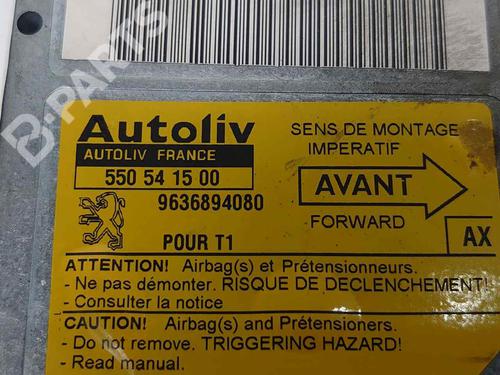 B-PARTS
Autoliv
AUTOLIV FRANCE
550 54 15 00
9636894080
POUR T1
SENS DE MONTAGE
IMPERATIF
AVANT
FORWARD
AX
ATTENTION! Airbag(s) et Prétensionneurs.
- Ne pas démonter. RISQUE DE DECLENCHEMENT!
- Consulter la notice
CAUTION! Airbag(s) and Pretensioners.
- Do not remove. TRIGGERING HAZARD!
- Read manual.